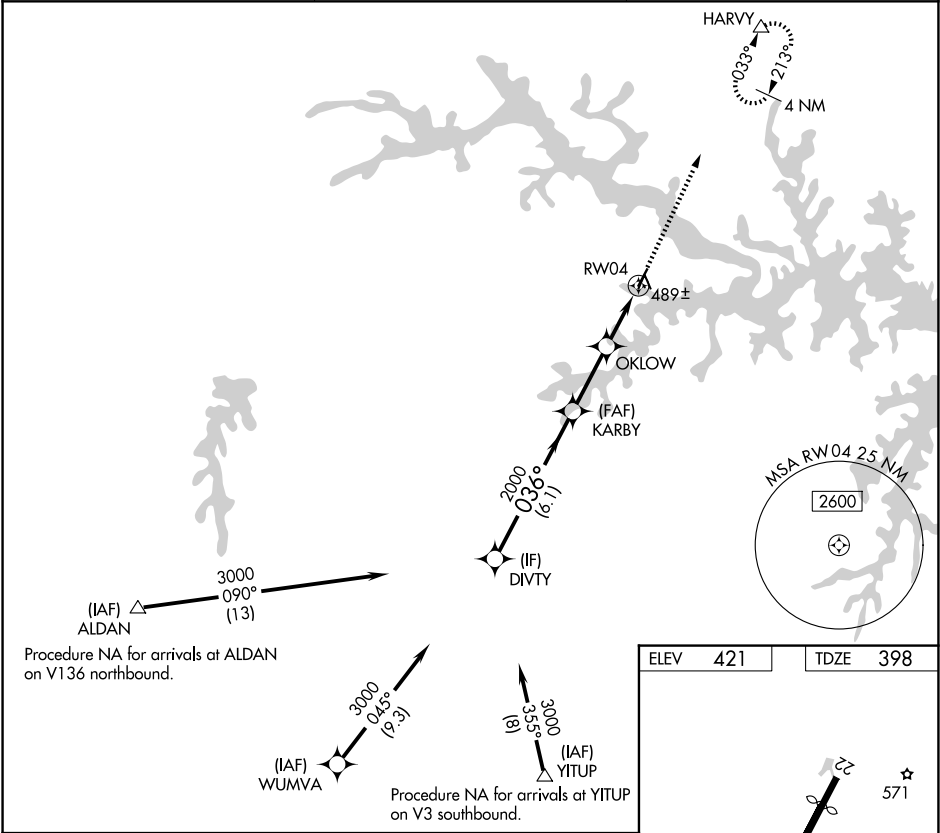 HARVY
033°
213°
4 NM
RW04
489±
OKLOW
(FAF)
KARBY
2000
036°
(6.1)
MSA RW04 25 NM
2600
(IF)
DIVTY
3000
090°
(13)
(IAF)
ALDAN
Procedure NA for arrivals at ALDAN
on V136 northbound.
ELEV 421
TDZE 398
3000
045°
(9.3)
3000
355°
(8)
(IAF)
WUMVA
(IAF)
YITUP
Procedure NA for arrivals at YITUP
on V3 southbound.
22
571